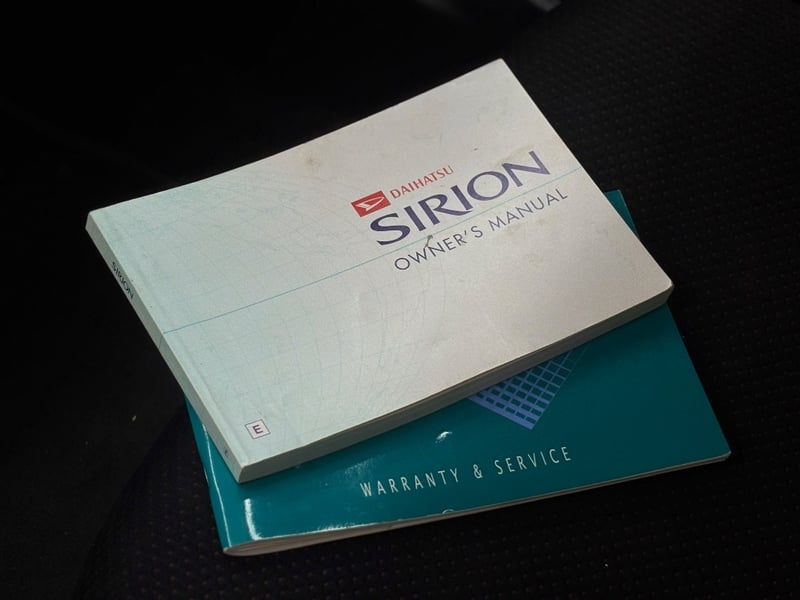 DAIHATSU
SIRION
OWNER'S MANUAL
SIRION
E
WARRANTY & SERVICE